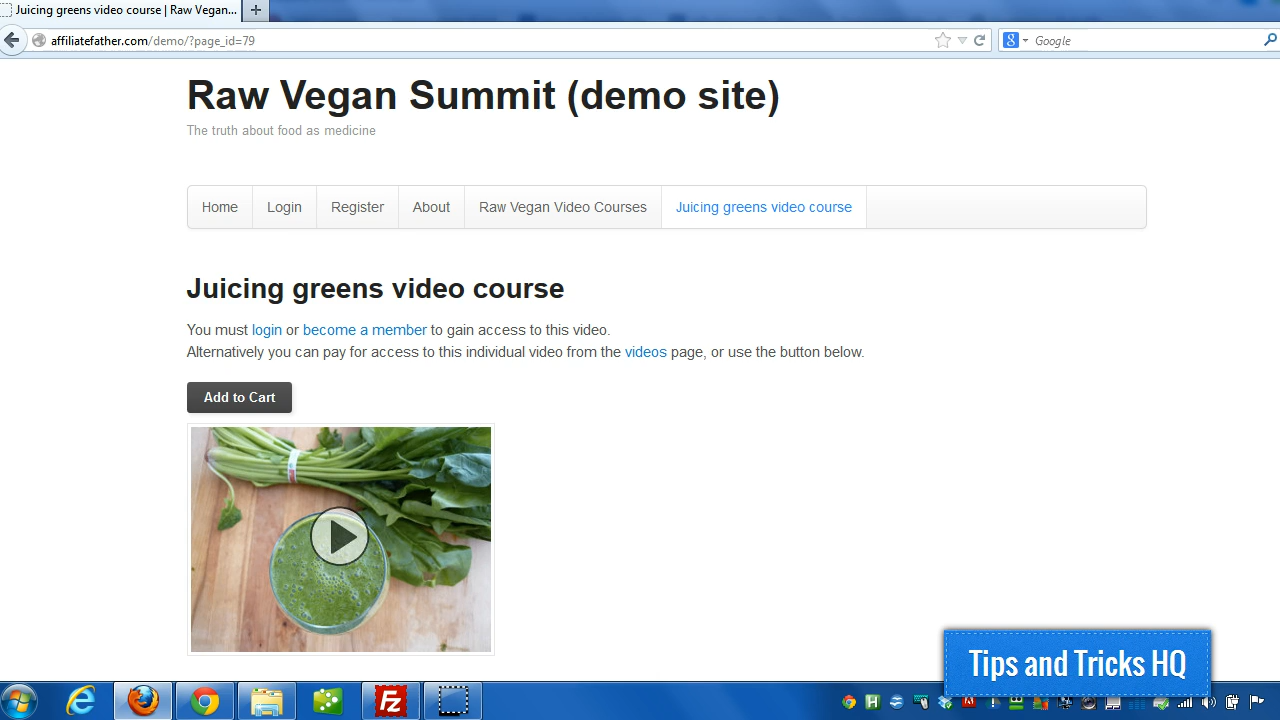 Juicing greens video course | Raw Vegan...
affiliatefather.com/demo/?page_id=79
Google
Raw Vegan Summit (demo site)
The truth about food as medicine
Home Login Register About Raw Vegan Video Courses Juicing greens video course
Juicing greens video course
You must login or become a member to gain access to this video.
Alternatively you can pay for access to this individual video from the videos page, or use the button below.
Add to Cart
Tips and Tricks HQ